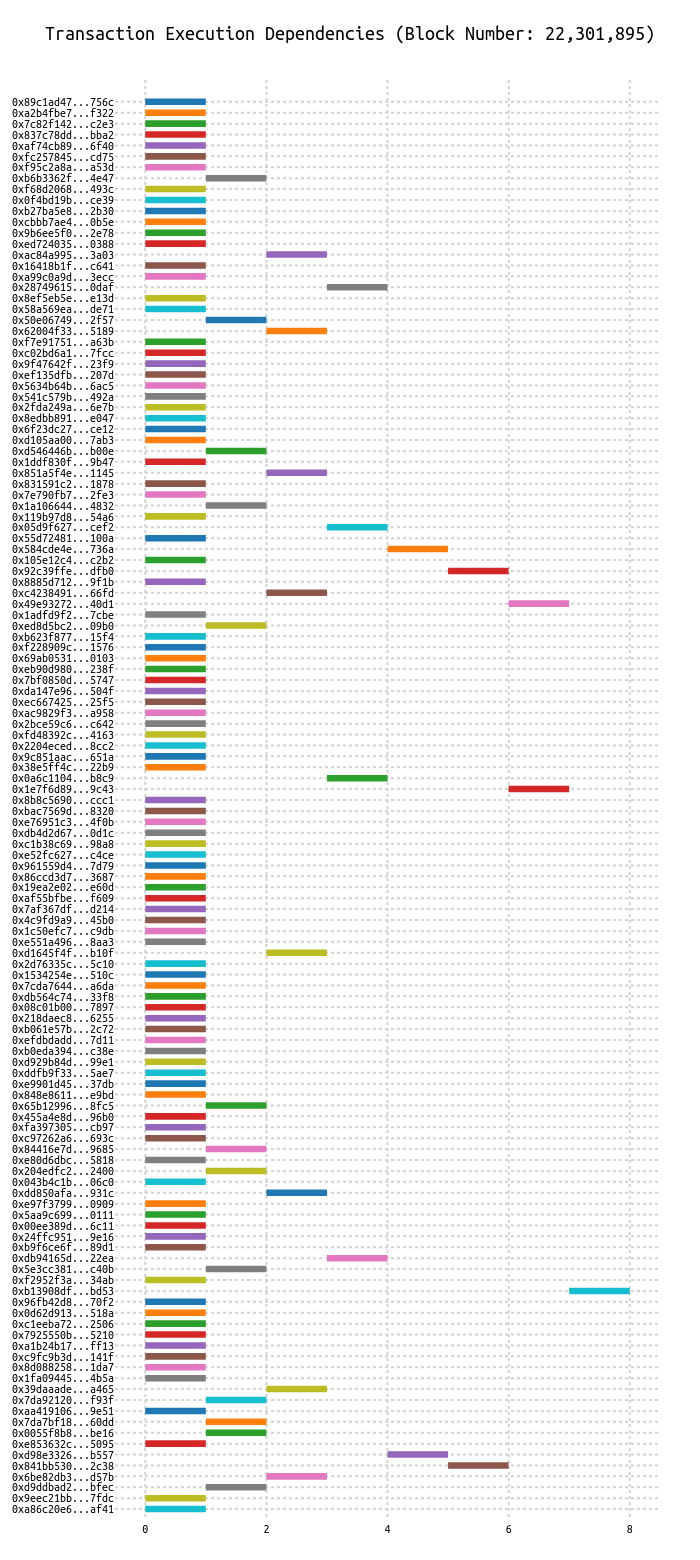 Transaction Execution Dependencies (Block Number: 22,301,895)
0x89c1ad47...756c
0xa2b4fbe7...f322
0x7c82f142...c2e3
0x837c78dd...bba2
0xaf74cb89...6f40
0xfc257845...cd75
0xf95c2a8a...a53d
0xb6b3362f...4e47
0xf68d2068...493c
0x0f4bd19b...ce39
0xb27ba5e8...2b30
0xcbbb7ae4...0b5e
0x9b6ee5f0...2e78
0xed724035...0388
0xac84a995...3a03
0x16418b1f...c641
0xa99c0a9d...3ecc
0x28749615...0daf
0x8ef5eb5e...e13d
0x58a569ea...de71
0x50e06749...2f57
0x62004f33...5189
0xf7e91751...a63b
0xc02bd6a1...7fcc
0x9f47642f...23f9
0xef135dfb...207d
0x5634b64b...6ac5
0x541c579b...492a
0x2fda249a...6e7b
0x8edbb891...e047
0x6f23dc27...ce12
0xd105aa00...7ab3
0xd546446b...b00e
0x1ddf830f...9b47
0x851a5f4e...1145
0x831591c2...1878
0x7e790fb7...2fe3
0x1a106644...4832
0x119b97d8...54a6
0x05d9f627...cef2
0x55d72481...100a
0x584cde4e...736a
0x105e12c4...c2b2
0x92c39ffe...dfb0
0x8885d712...9f1b
0xc4238491...66fd
0x49e93272...40d1
0x1adfd9f2...7cbe
0xed8d5bc2...09b0
0xb623f877...15f4
0xf228909c...1576
0x69ab0531...0103
0xeb90d980...238f
0x7bf0850d...5747
0xda147e96...504f
0xec667425...25f5
0xac9829f3...a958
0x2bce59c6...c642
0xfd48392c...4163
0x2204eced...8cc2
0x9c851aac...651a
0x38e5ff4c...22b9
0x0a6c1104...b8c9
0x1e7f6d89...9c43
0x8b8c5690...ccc1
0xbac7569d...8320
0xe76951c3...4f0b
0xdb4d2d67...0d1c
0xc1b38c69...98a8
0xe52fc627...c4ce
0x961559d4...7d79
0x86ccd3d7...3687
0x19ea2e02...e60d
0xaf55bfbe...f609
0x7af367df...d214
0x4c9fd9a9...45b0
0x1c50efc7...c9db
0xe551a496...8aa3
0xd1645f4f...b10f
0x2d76335c...5c10
0x1534254e...510c
0x7cda7644...a6da
0xdb564c74...33f8
0x08c01b00...7897
0x218daec8...6255
0xb061e57b...2c72
0xefdbdadd...7d11
0xb0eda394...c38e
0xd929b84d...99e1
0xddfb9f33...5ae7
0xe9901d45...37db
0x848e8611...e9bd
0x65b12996...8fc5
0x455a4e8d...96b0
0xfa397305...cb97
0xc97262a6...693c
0x84416e7d...9685
0xe80d6dbc...5818
0x204edfc2...2400
0x043b4c1b...06c0
0xdd850afa...931c
0xe97f3799...0909
0x5aa9c699...0111
0x00ee389d...6c11
0x24ffc951...9e16
0xb9f6ce6f...89d1
0xdb94165d...22ea
0x5e3cc381...c40b
0xf2952f3a...34ab
0xb13908df...bd53
0x96fb42d8...70f2
0x0d62d913...518a
0xc1eeba72...2506
0x7925550b...5210
0xa1b24b17...ff13
0xc9fc9b3d...141f
0x8d088258...1da7
0x1fa09445...4b5a
0x39daaade...a465
0x7da92120...f93f
0xaa419106...9e51
0x7da7bf18...60dd
0x0055f8b8...be16
0xe853632c...5095
0xd98e3326...b557
0x841bb530...2c38
0x6be82db3...d57b
0xd9ddbad2...bfec
0x9eec21bb...7fdc
0xa86c20e6...af41
0 2 4 6 8